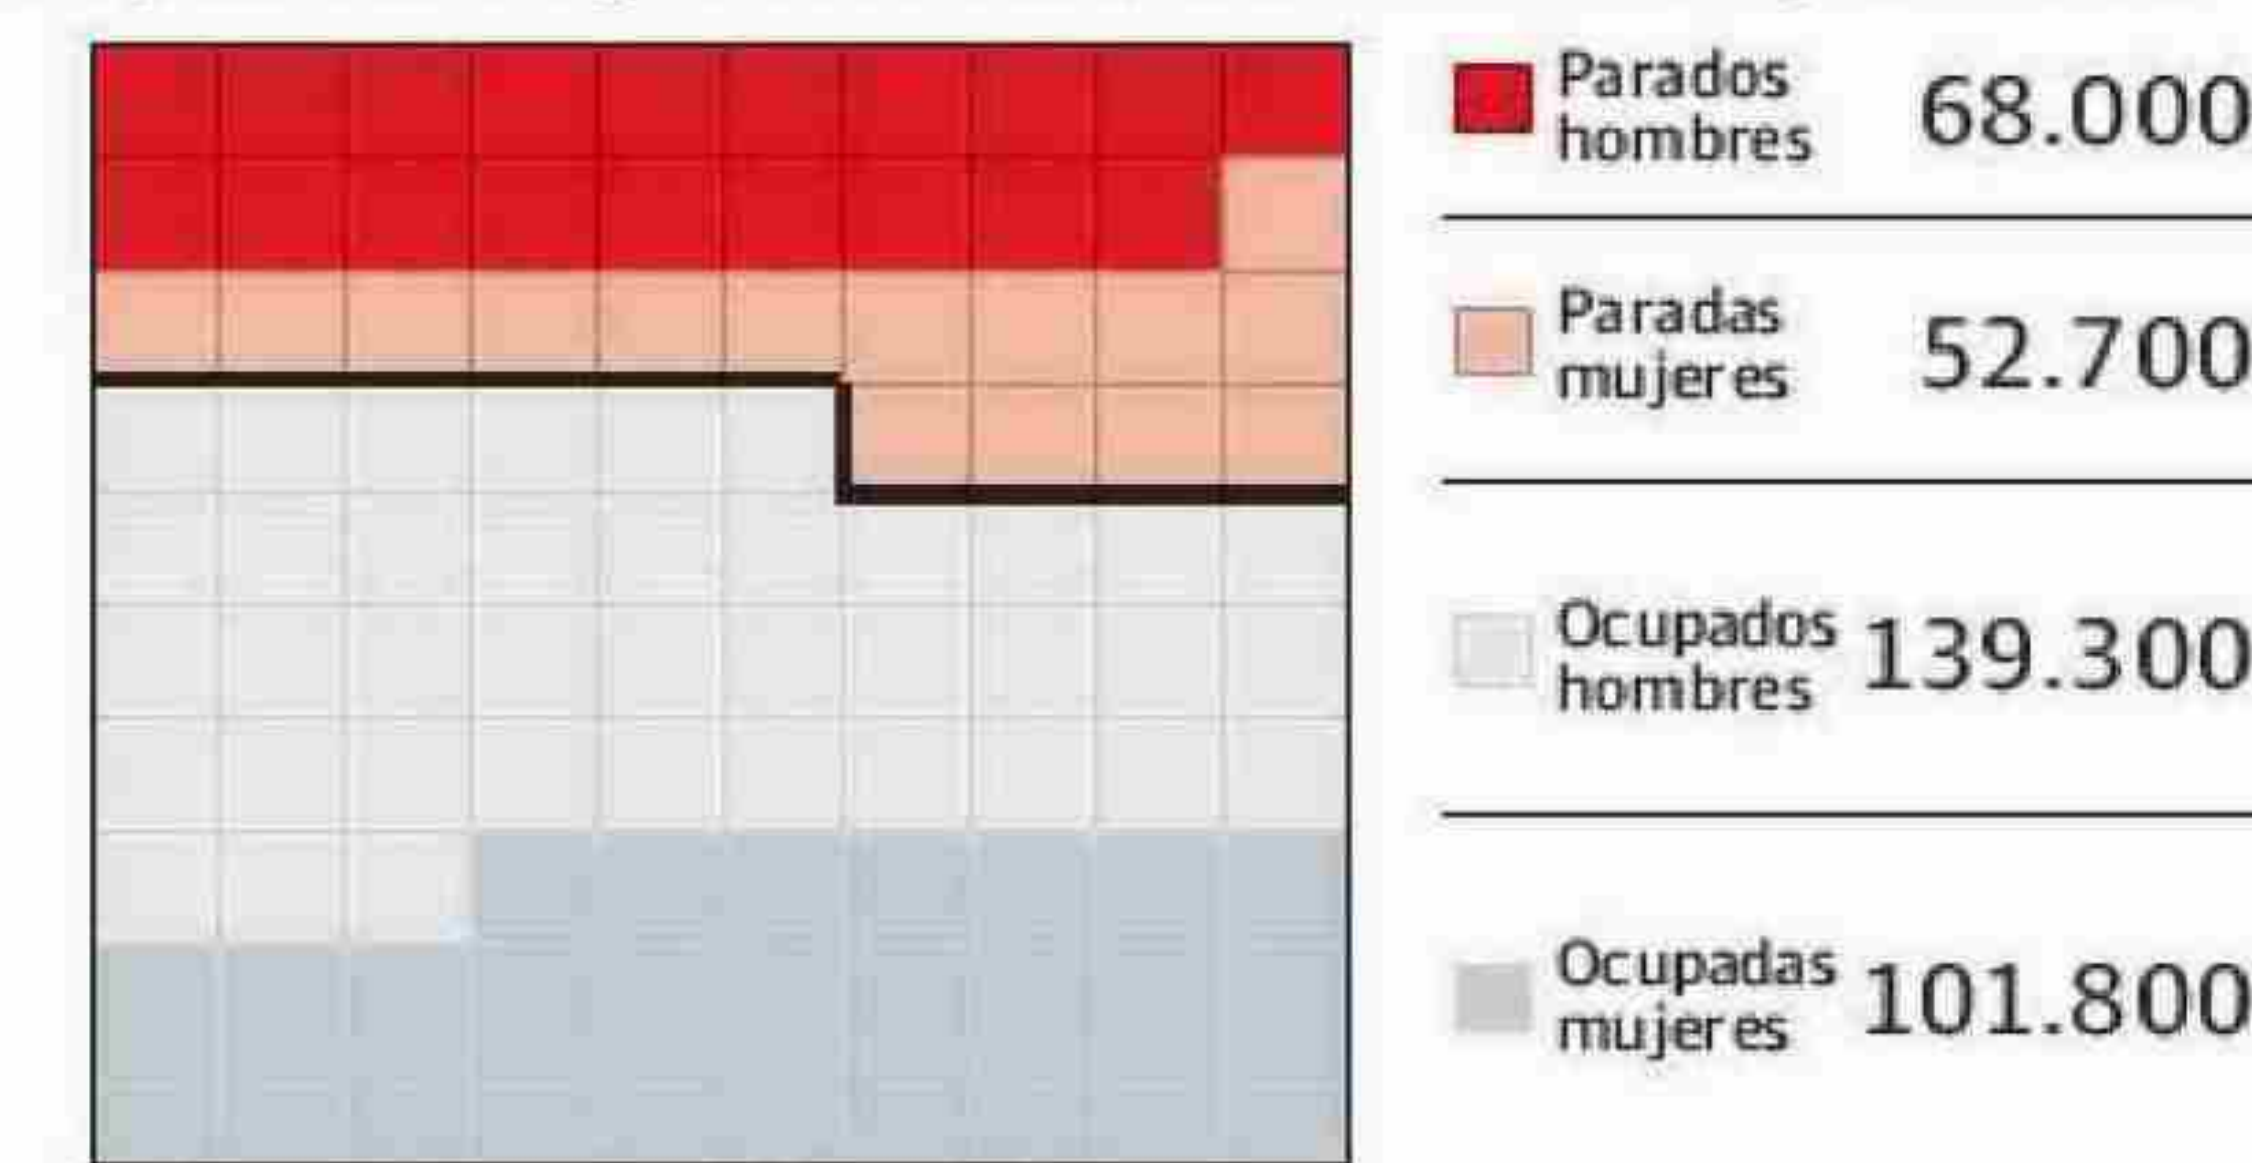 Parados
hombres 68.000
Paradas
mujeres 52.700
Ocupados
hombres 139.300
Ocupadas
mujeres 101.800